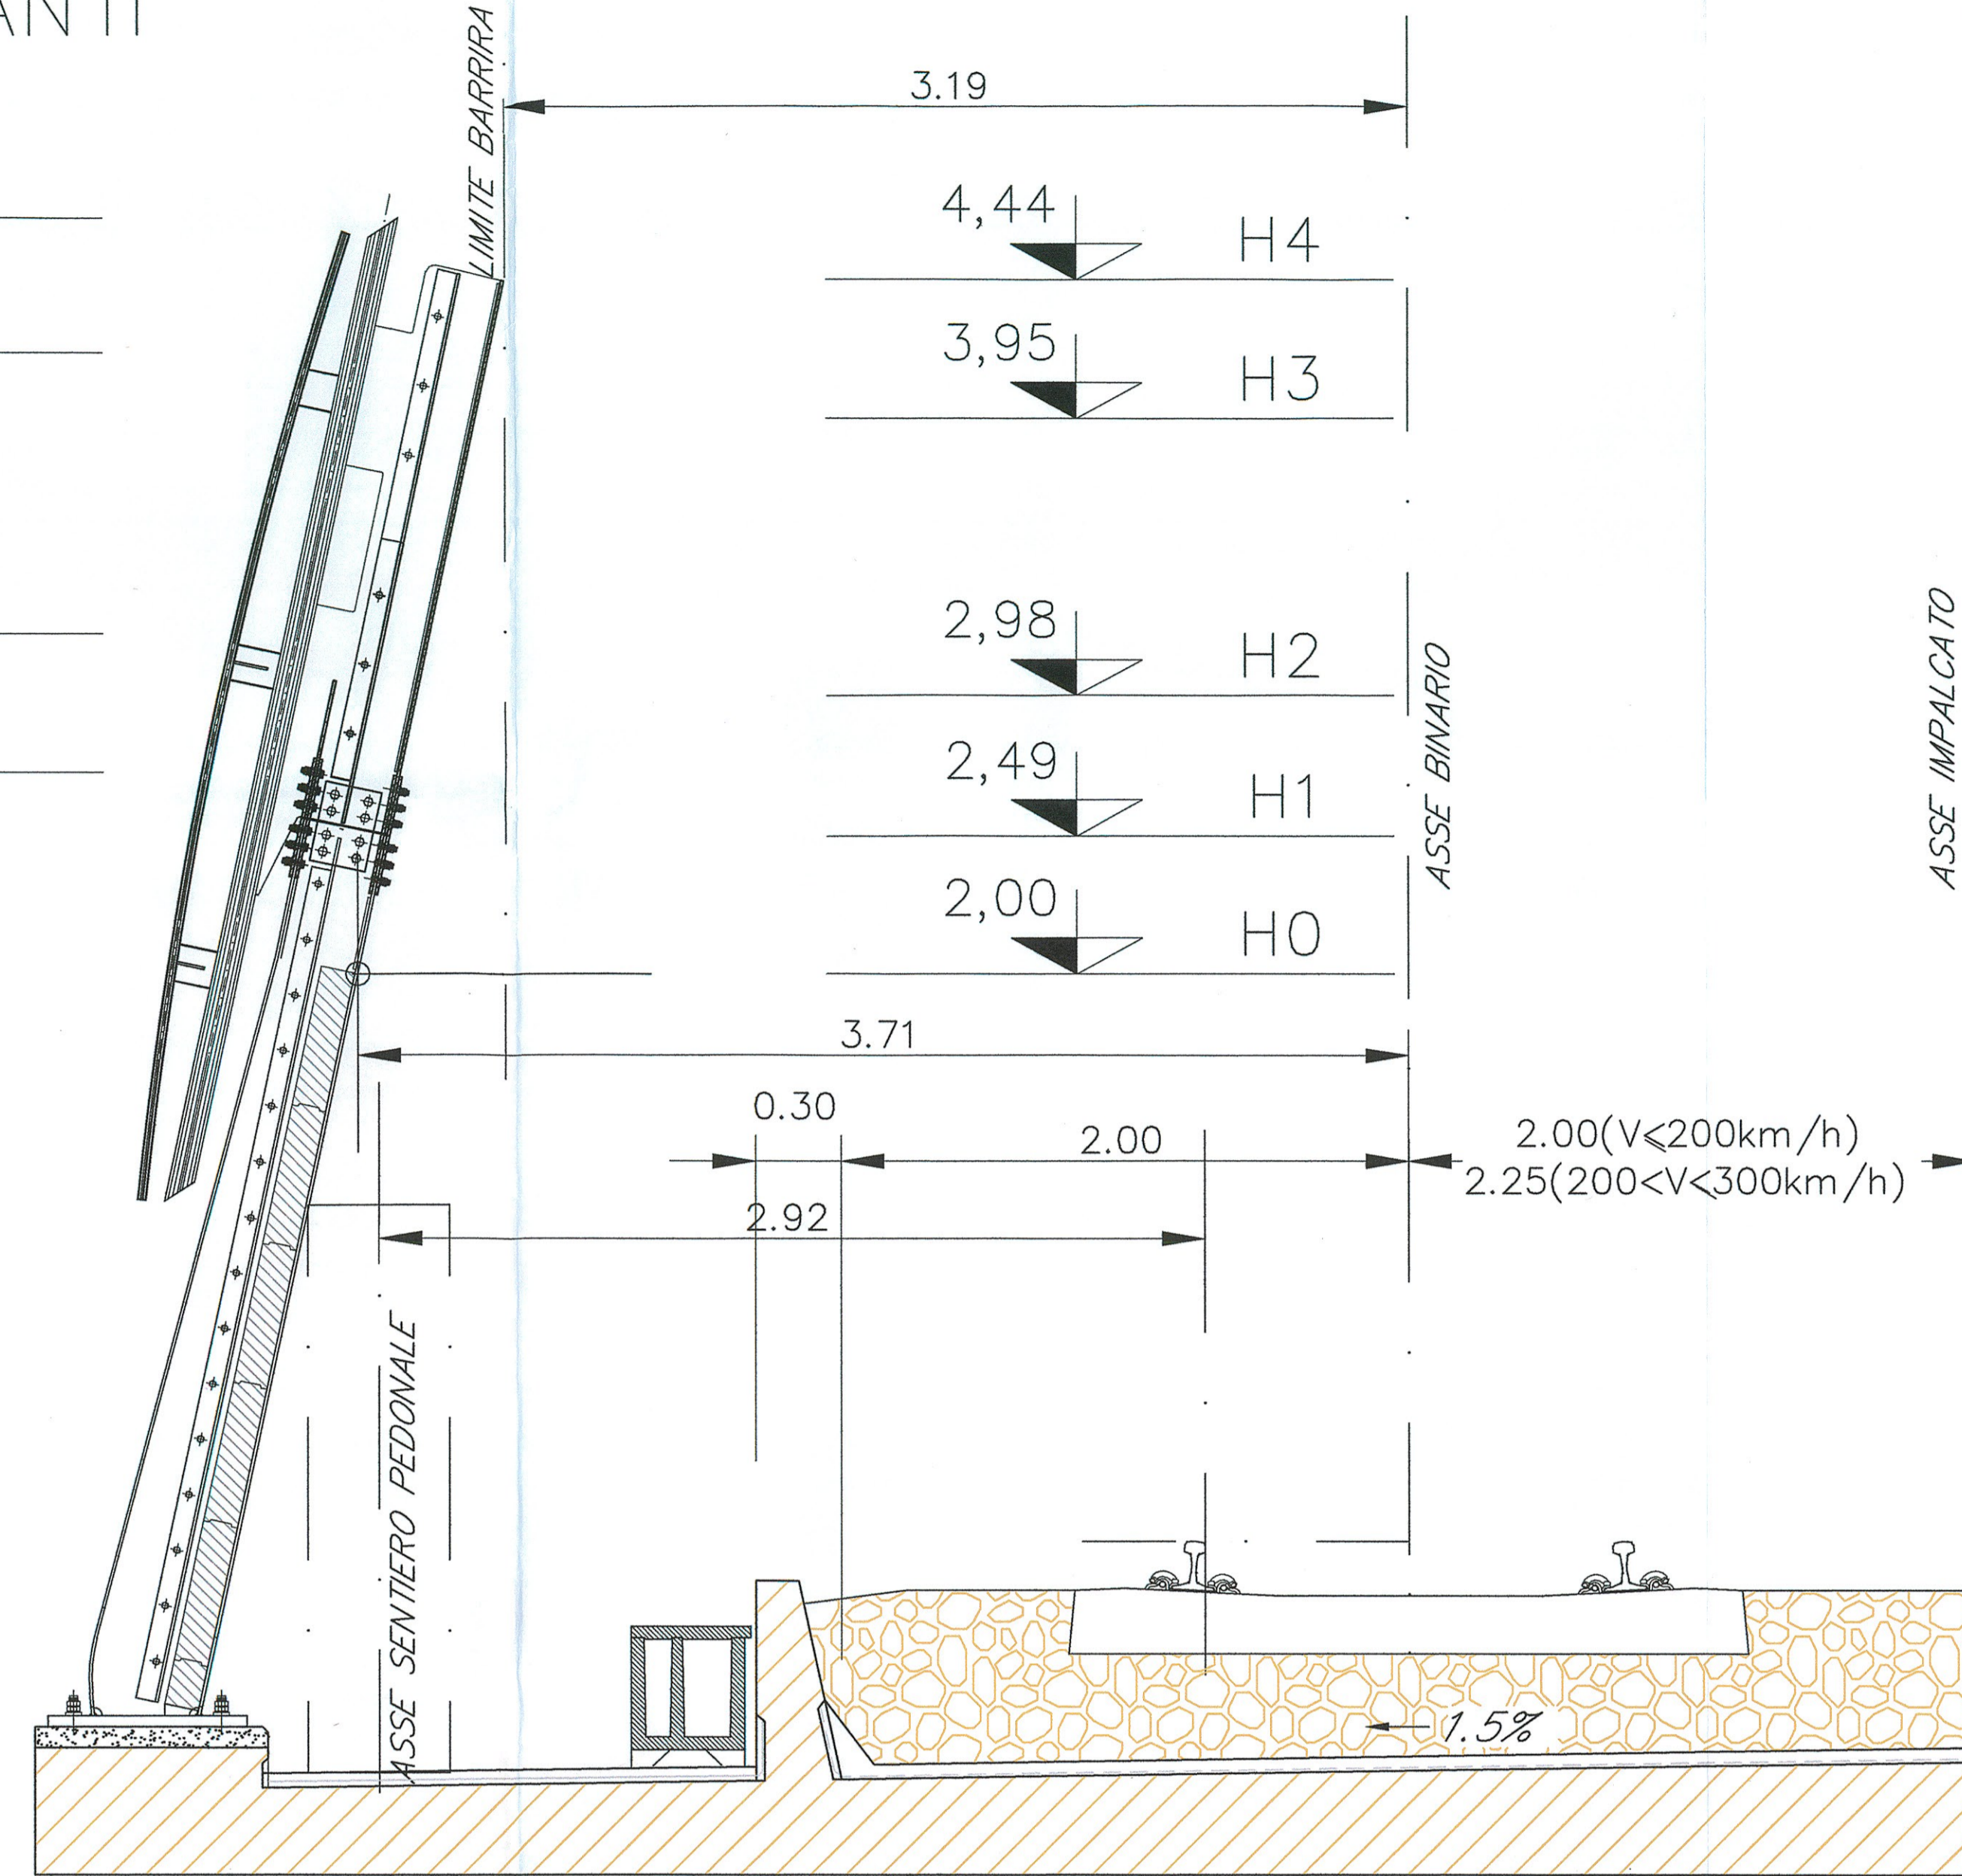 LIMITE BARRIRA
3.19
4,44
H4
3,95
H3
2,98
H2
2,49
H1
2,00
H0
ASSE BINARIO
ASSE IMPALCATO
3.71
0.30
2.00
2.00(V≤200km/h)
2.25(200<V≤300km/h)
2.92
ASSE SENTIERO PEDONALE
1.5%